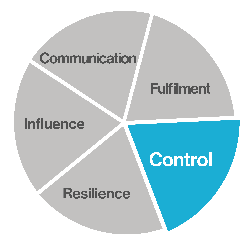 Communication
Fulfilment
Influence
Control
Resilience